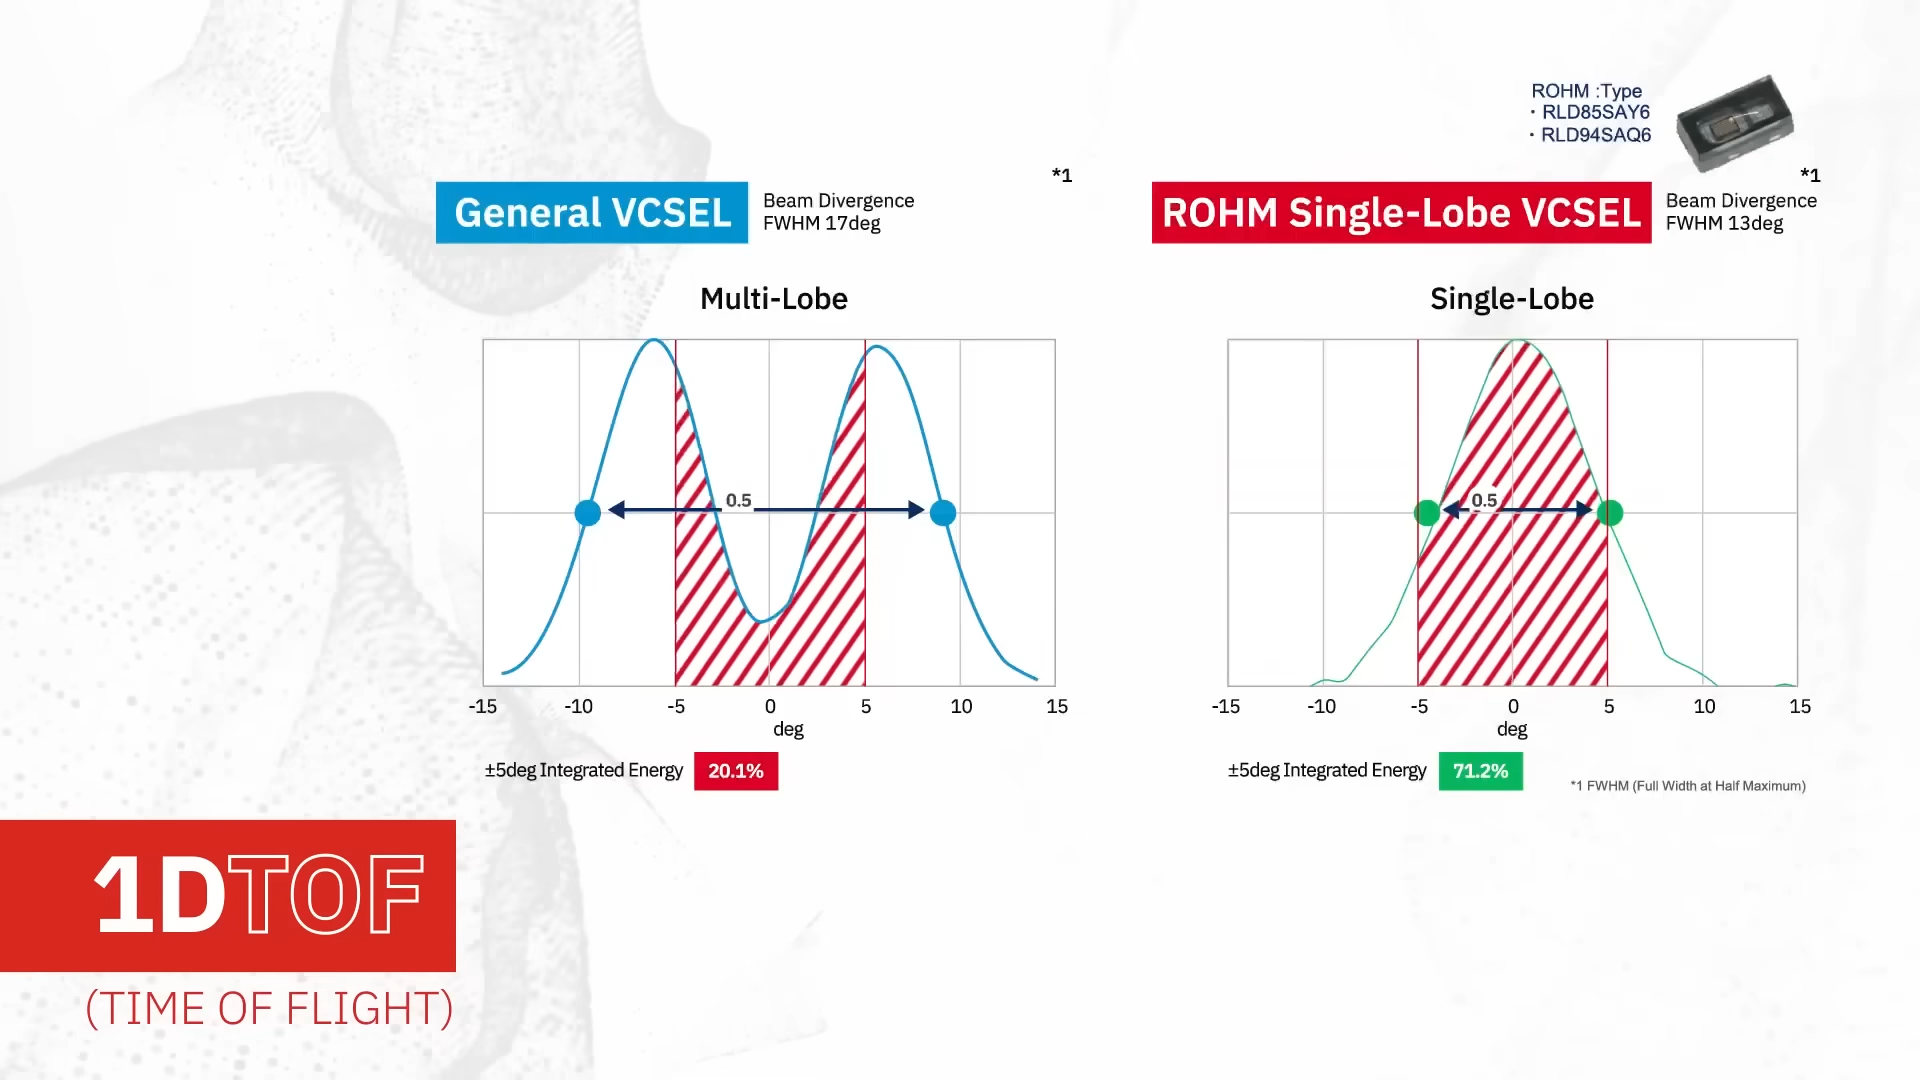 ROHM :Type
・RLD85SAY6
・RLD94SAQ6
General VCSEL
Beam Divergence
FWHM 17deg
*1
Multi-Lobe
0.5
-15 -10 -5 0 5 10 15
deg
±5deg Integrated Energy 20.1%
ROHM Single-Lobe VCSEL
Beam Divergence
FWHM 13deg
*1
Single-Lobe
0.5
-15 -10 -5 0 5 10 15
deg
±5deg Integrated Energy 71.2%
*1 FWHM (Full Width at Half Maximum)
1DTOF
(TIME OF FLIGHT)